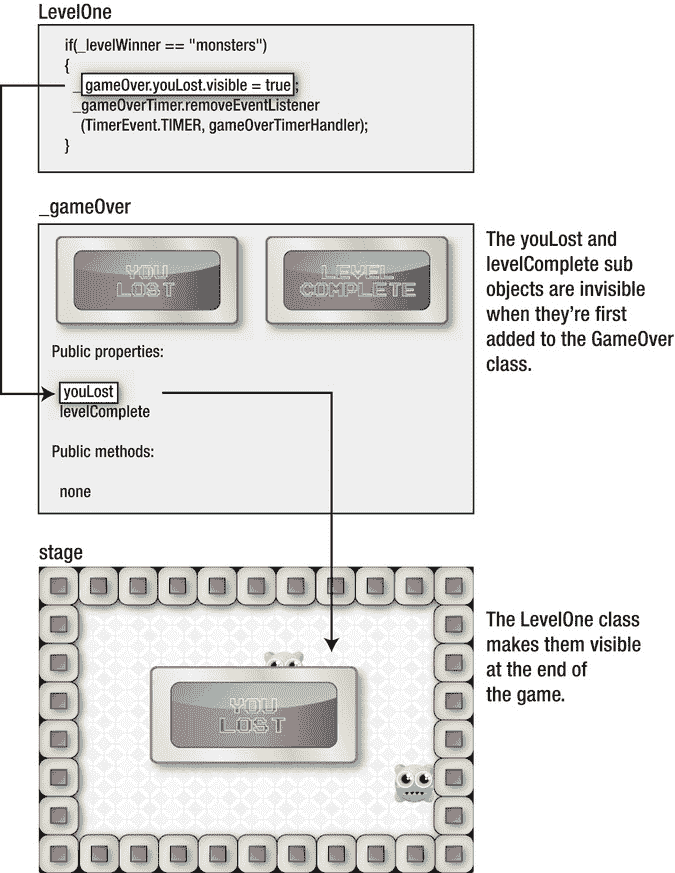 LevelOne
if(_levelWinner == "monsters")
{
_gameOver.youLost.visible = true;
_gameOverTimer.removeEventListener
(TimerEvent.TIMER, gameOverTimerHandler);
}
_gameOver
YOU
LOST
LEVEL
COMPLETE
The youLost and
levelComplete sub
objects are invisible
when they're first
added to the GameOver
class.
Public properties:
youLost
levelComplete
Public methods:
none
stage
YOU
LOST
The LevelOne class
makes them visible
at the end of
the game.